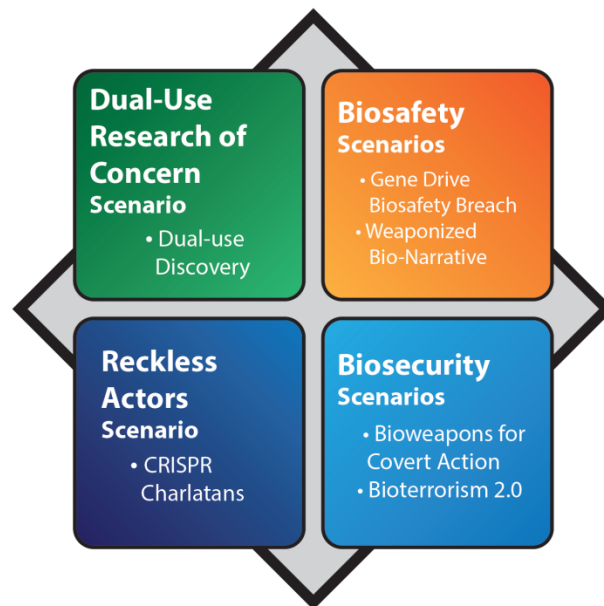 Dual-Use
Research of
Concern
Scenario
• Dual-use
Discovery
Biosafety
Scenarios
• Gene Drive
Biosafety Breach
• Weaponized
Bio-Narrative
Reckless
Actors
Scenario
• CRISPR
Charlatans
Biosecurity
Scenarios
• Bioweapons for
Covert Action
• Bioterrorism 2.0